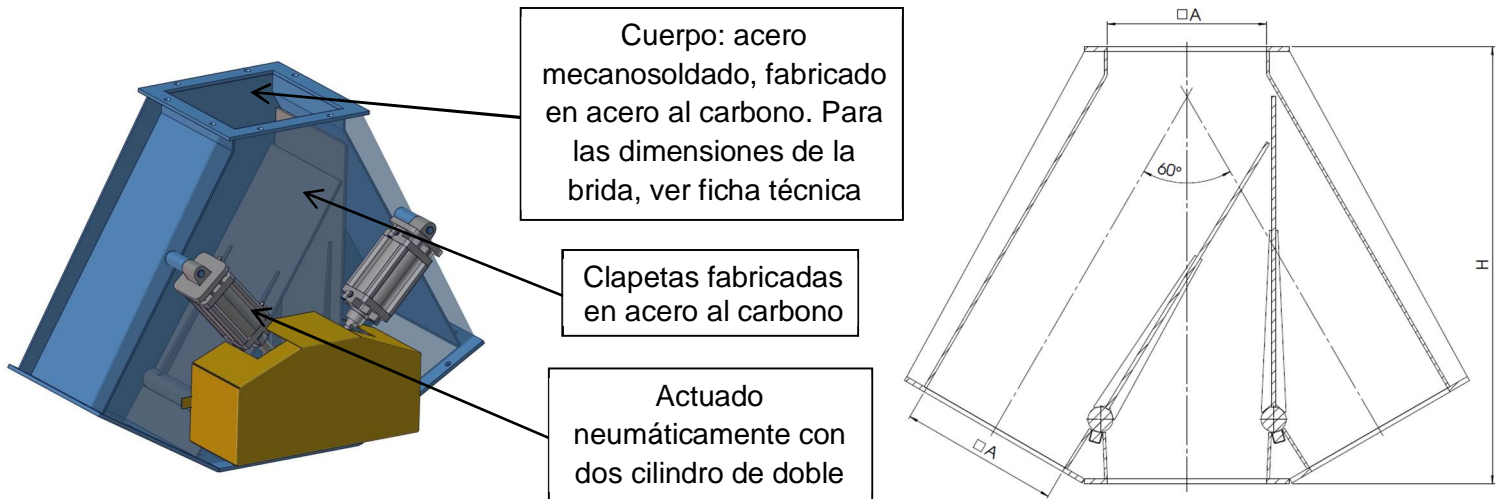 Cuerpo: acero
mecanosoldado, fabricado
en acero al carbono. Para
las dimensiones de la
brida, ver ficha técnica
Clapetas fabricadas
en acero al carbono
Actuado
neumáticamente con
dos cilindro de doble
□A
60°
H
□A